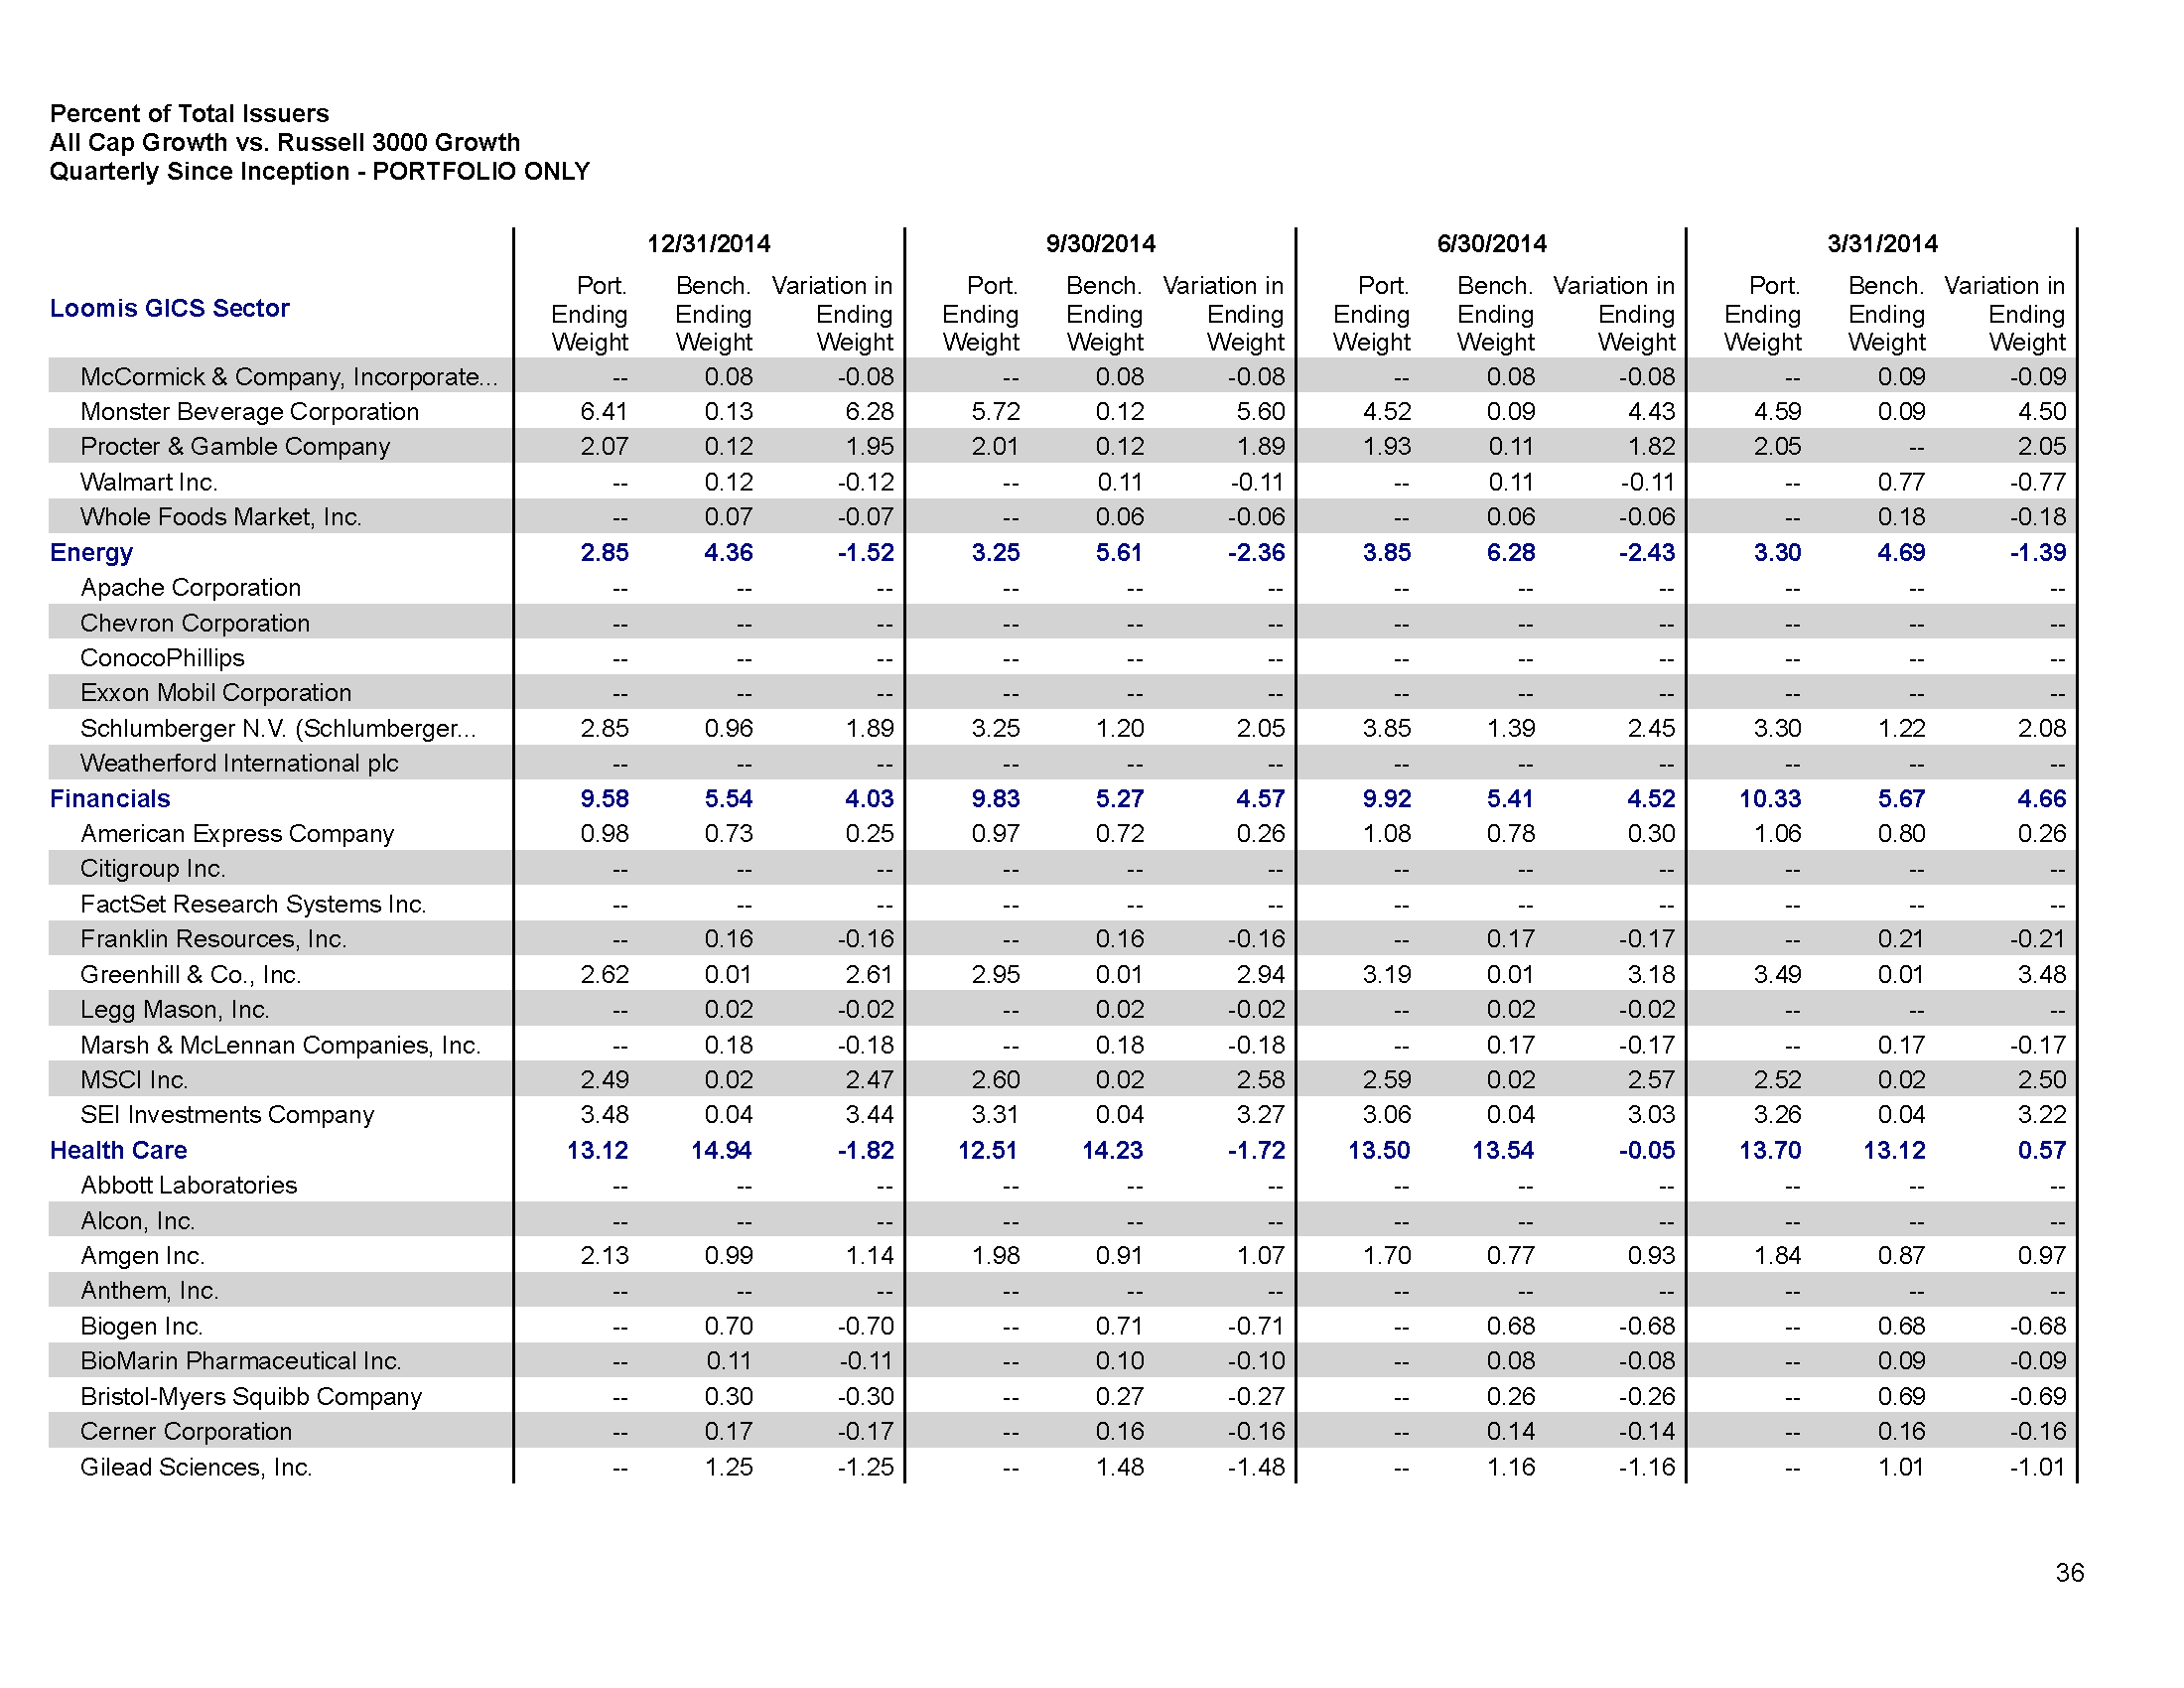 Percent of Total Issuers
All Cap Growth vs. Russell 3000 Growth
Quarterly Since Inception - PORTFOLIO ONLY
12/31/2014 9/30/2014 6/30/2014 3/31/2014
Port. Bench. Variation in Port. Bench. Variation in Port. Bench. Variation in Port. Bench. Variation in
Loomis GICS Sector Ending Ending Ending Ending Ending Ending Ending Ending Ending Ending Ending Ending
Weight Weight Weight Weight Weight Weight Weight Weight Weight Weight Weight Weight
McCormick & Company, Incorporate... -- 0.08 -0.08 -- 0.08 -0.08 -- 0.08 -0.08 -- 0.09 -0.09
Monster Beverage Corporation 6.41 0.13 6.28 5.72 0.12 5.60 4.52 0.09 4.43 4.59 0.09 4.50
Procter & Gamble Company 2.07 0.12 1.95 2.01 0.12 1.89 1.93 0.11 1.82 2.05 -- 2.05
Walmart Inc. -- 0.12 -0.12 -- 0.11 -0.11 -- 0.11 -0.11 -- 0.77 -0.77
Whole Foods Market, Inc. -- 0.07 -0.07 -- 0.06 -0.06 -- 0.06 -0.06 -- 0.18 -0.18
Energy 2.85 4.36 -1.52 3.25 5.61 -2.36 3.85 6.28 -2.43 3.30 4.69 -1.39
Apache Corporation -- -- -- -- -- -- -- -- -- -- -- --
Chevron Corporation -- -- -- -- -- -- -- -- -- -- -- --
ConocoPhillips -- -- -- -- -- -- -- -- -- -- -- --
Exxon Mobil Corporation -- -- -- -- -- -- -- -- -- -- -- --
Schlumberger N.V. (Schlumberger... 2.85 0.96 1.89 3.25 1.20 2.05 3.85 1.39 2.45 3.30 1.22 2.08
Weatherford International plc -- -- -- -- -- -- -- -- -- -- -- --
Financials 9.58 5.54 4.03 9.83 5.27 4.57 9.92 5.41 4.52 10.33 5.67 4.66
American Express Company 0.98 0.73 0.25 0.97 0.72 0.26 1.08 0.78 0.30 1.06 0.80 0.26
Citigroup Inc. -- -- -- -- -- -- -- -- -- -- -- --
FactSet Research Systems Inc. -- -- -- -- -- -- -- -- -- -- -- --
Franklin Resources, Inc. -- 0.16 -0.16 -- 0.16 -0.16 -- 0.17 -0.17 -- 0.21 -0.21
Greenhill & Co., Inc. 2.62 0.01 2.61 2.95 0.01 2.94 3.19 0.01 3.18 3.49 0.01 3.48
Legg Mason, Inc. -- 0.02 -0.02 -- 0.02 -0.02 -- 0.02 -0.02 -- -- --
Marsh & McLennan Companies, Inc. -- 0.18 -0.18 -- 0.18 -0.18 -- 0.17 -0.17 -- 0.17 -0.17
MSCI Inc. 2.49 0.02 2.47 2.60 0.02 2.58 2.59 0.02 2.57 2.52 0.02 2.50
SEI Investments Company 3.48 0.04 3.44 3.31 0.04 3.27 3.06 0.04 3.03 3.26 0.04 3.22
Health Care 13.12 14.94 -1.82 12.51 14.23 -1.72 13.50 13.54 -0.05 13.70 13.12 0.57
Abbott Laboratories -- -- -- -- -- -- -- -- -- -- -- --
Alcon, Inc. -- -- -- -- -- -- -- -- -- -- -- --
Amgen Inc. 2.13 0.99 1.14 1.98 0.91 1.07 1.70 0.77 0.93 1.84 0.87 0.97
Anthem, Inc. -- -- -- -- -- -- -- -- -- -- -- --
Biogen Inc. -- 0.70 -0.70 -- 0.71 -0.71 -- 0.68 -0.68 -- 0.68 -0.68
BioMarin Pharmaceutical Inc. -- 0.11 -0.11 -- 0.10 -0.10 -- 0.08 -0.08 -- 0.09 -0.09
Bristol-Myers Squibb Company -- 0.30 -0.30 -- 0.27 -0.27 -- 0.26 -0.26 -- 0.69 -0.69
Cerner Corporation -- 0.17 -0.17 -- 0.16 -0.16 -- 0.14 -0.14 -- 0.16 -0.16
Gilead Sciences, Inc. -- 1.25 -1.25 -- 1.48 -1.48 -- 1.16 -1.16 -- 1.01 -1.01
36